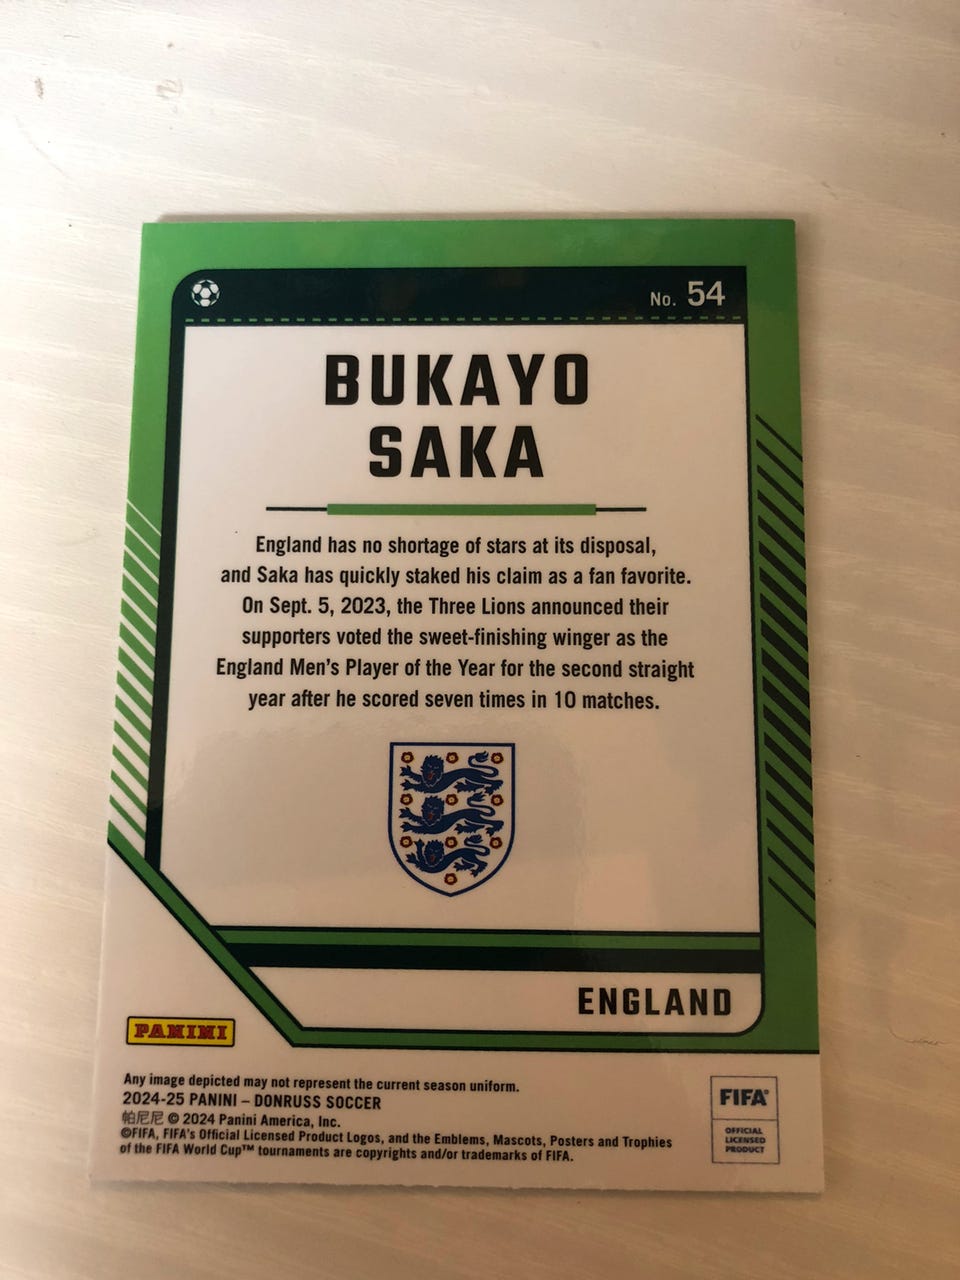 No. 54
BUKAYO
SAKA
England has no shortage of stars at its disposal,
and Saka has quickly staked his claim as a fan favorite.
On Sept. 5, 2023, the Three Lions announced their
supporters voted the sweet-finishing winger as the
England Men's Player of the Year for the second straight
year after he scored seven times in 10 matches.
ENGLAND
PANINI
Any image depicted may not represent the current season uniform.
2024-25 PANINI – DONRUSS SOCCER
帕尼尼 © 2024 Panini America, Inc.
©FIFA, FIFA's Official Licensed Product Logos, and the Emblems, Mascots, Posters and Trophies
of the FIFA World Cup™ tournaments are copyrights and/or trademarks of FIFA.
FIFA®
OFFICIAL
LICENSED
PRODUCT